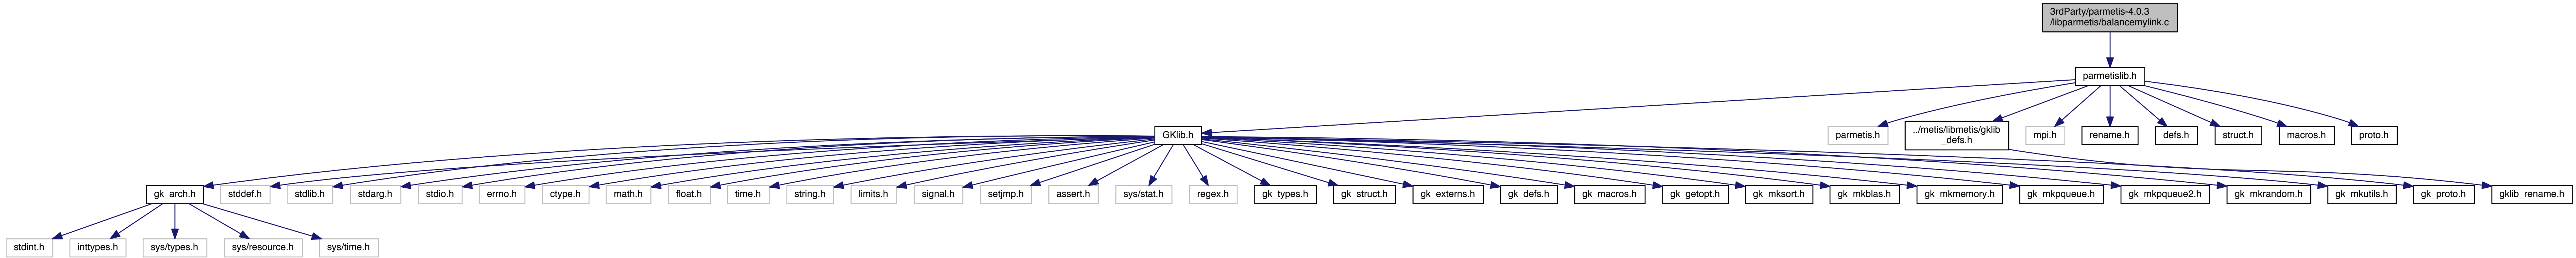 3rdParty/parmetis-4.0.3
/libparmetis/balancemylink.c
parmetislib.h
GKlib.h
parmetis.h
../metis/libmetis/gklib
_defs.h
mpi.h
rename.h
defs.h
struct.h
macros.h
proto.h
gk_arch.h
stddef.h
stdlib.h
stdarg.h
stdio.h
errno.h
ctype.h
math.h
float.h
time.h
string.h
limits.h
signal.h
setjmp.h
assert.h
sys/stat.h
regex.h
gk_types.h
gk_struct.h
gk_externs.h
gk_defs.h
gk_macros.h
gk_getopt.h
gk_mksort.h
gk_mkblas.h
gk_mkmemory.h
gk_mkpqueue.h
gk_mkpqueue2.h
gk_mkrandom.h
gk_mkutils.h
gk_proto.h
gklib_rename.h
stdint.h
inttypes.h
sys/types.h
sys/resource.h
sys/time.h